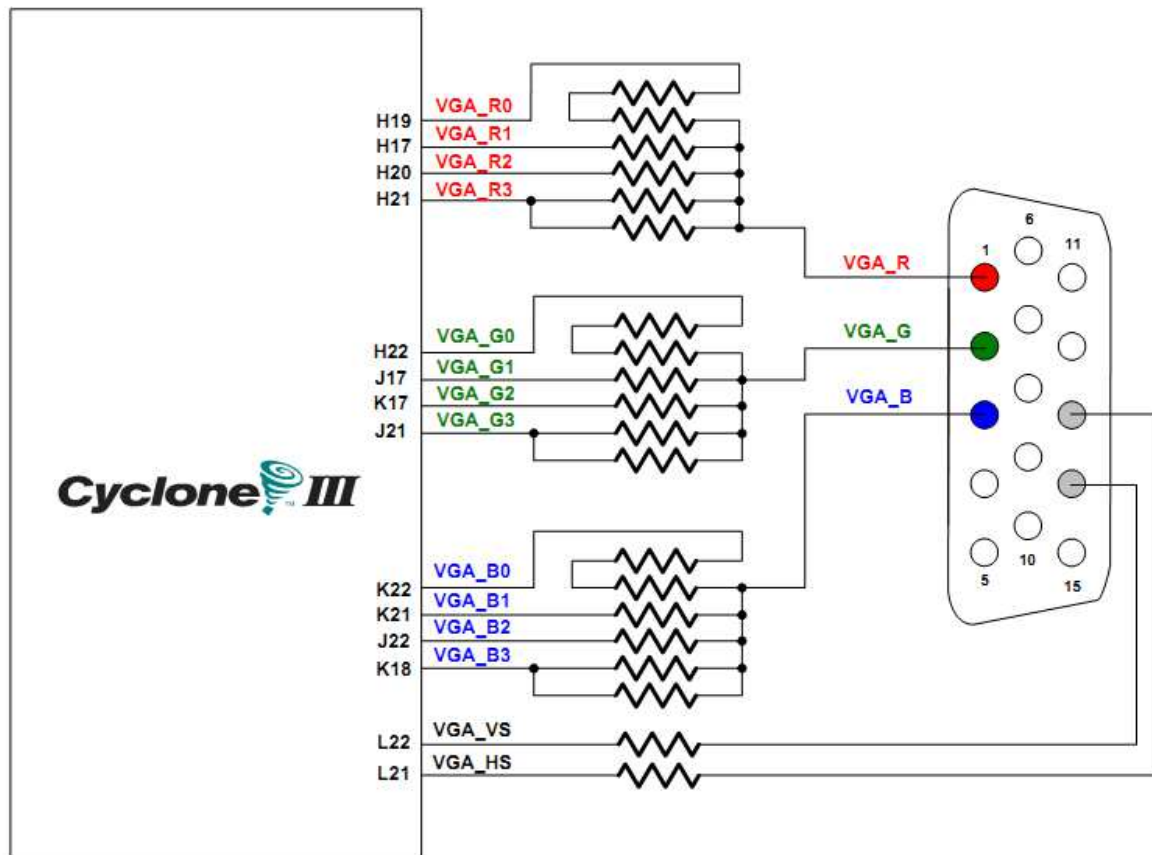 VGA_R0
H19
VGA_R1
H17
VGA_R2
H20
VGA_R3
H21
VGA_R
VGA_G0
H22
VGA_G1
J17
VGA_G2
K17
VGA_G3
J21
VGA_G
VGA_B
Cyclone III
TM
VGA_B0
K22
VGA_B1
K21
VGA_B2
J22
VGA_B3
K18
VGA_VS
L22
VGA_HS
L21
1
6
11
5
10
15